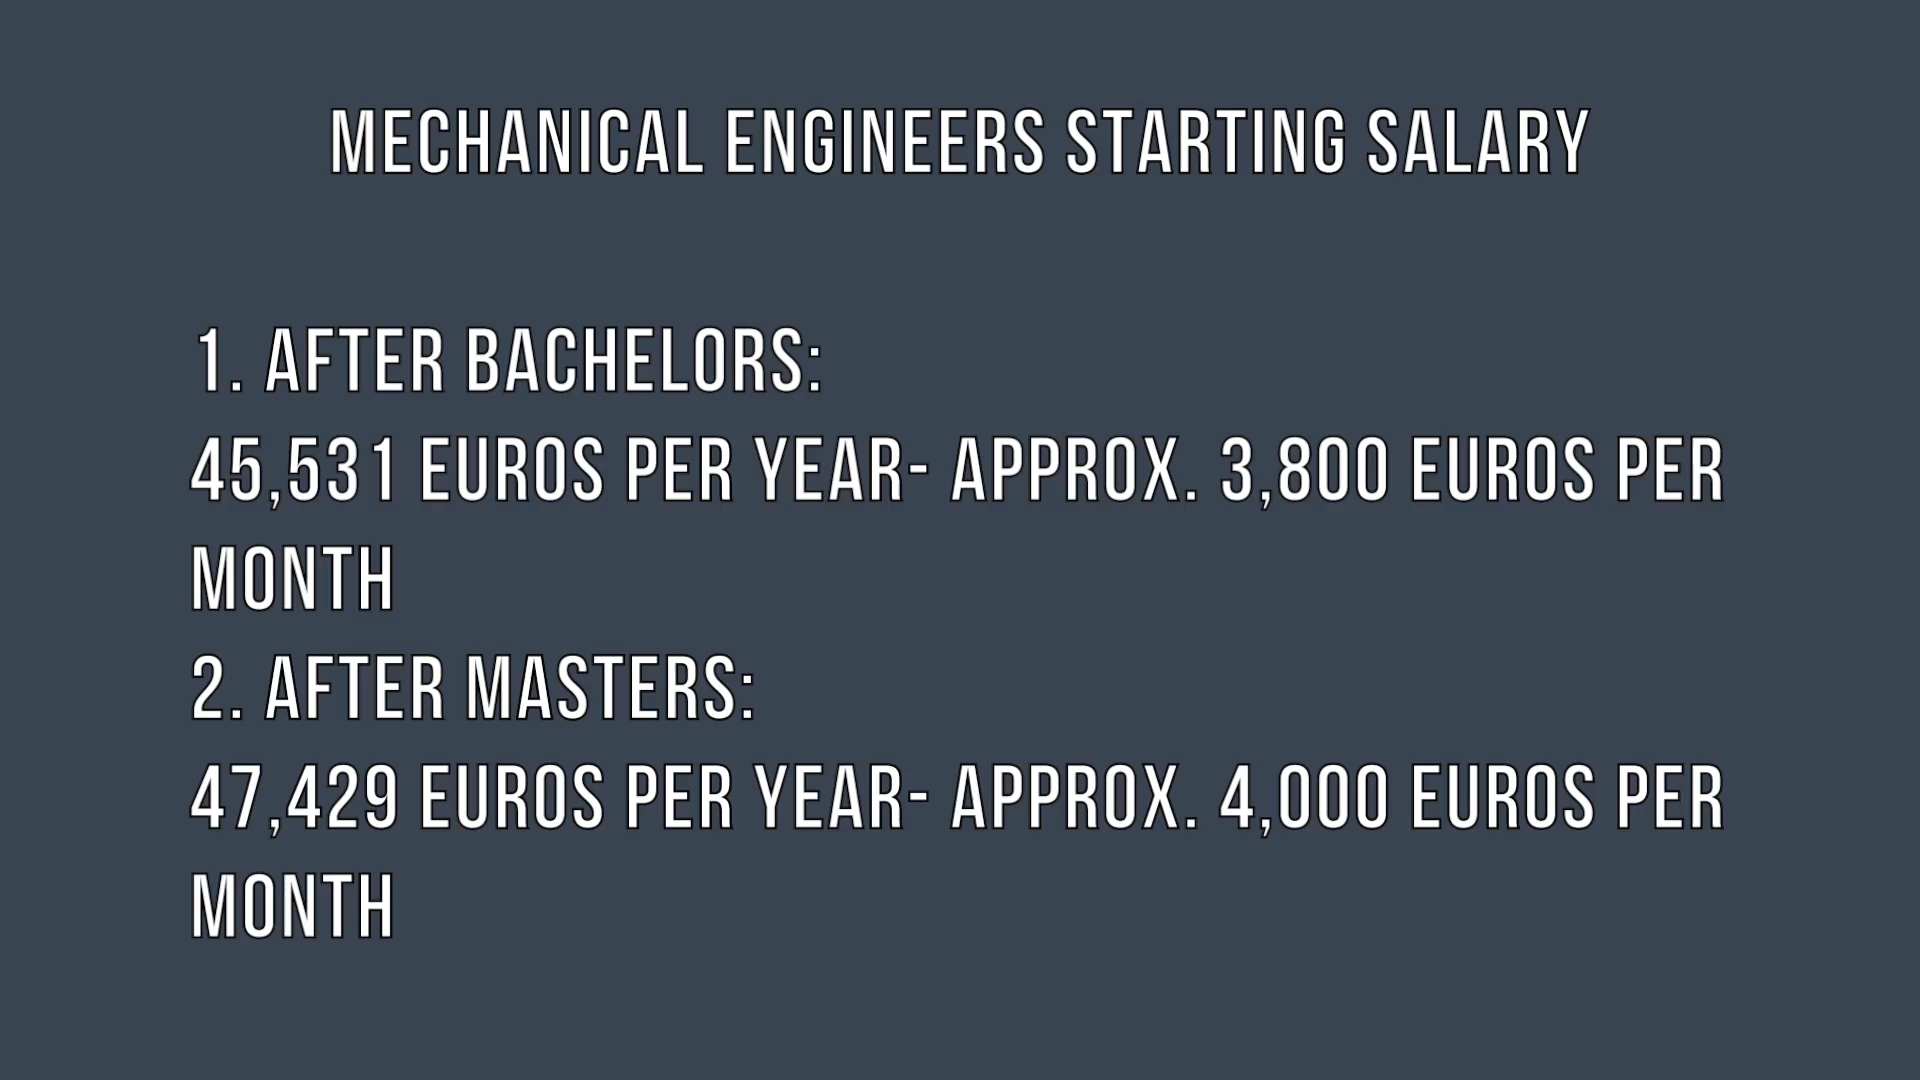 MECHANICAL ENGINEERS STARTING SALARY
1. AFTER BACHELORS:
45,531 EUROS PER YEAR- APPROX. 3,800 EUROS PER
MONTH
2. AFTER MASTERS:
47,429 EUROS PER YEAR- APPROX. 4,000 EUROS PER
MONTH